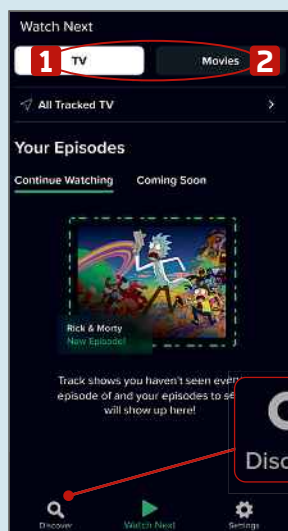 Watch Next
1 TV Movies 2
All Tracked TV
Your Episodes
Continue Watching Coming Soon
Rick & Morty
New Episode!
Track shows you haven't seen every
episode of and your episodes to
will show up here!
Discover Watch Next Settings